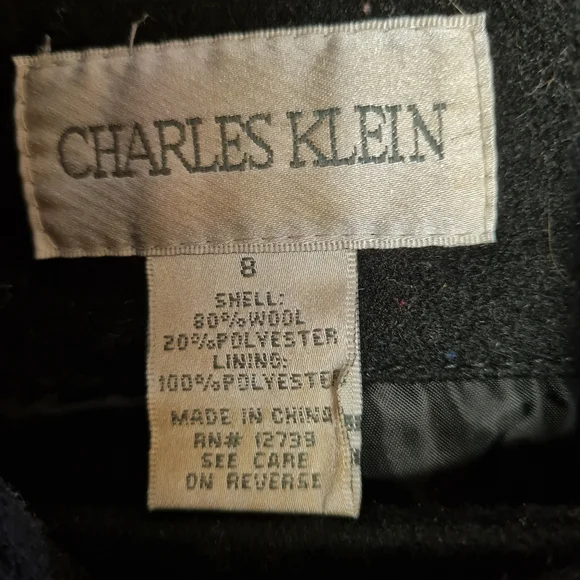 CHARLES KLEIN
8
SHELL:
80%WOOL
20%POLYESTER
LINING:
100%POLYESTER
MADE IN CHINA
RN# 12739
SEE CARE
ON REVERSE